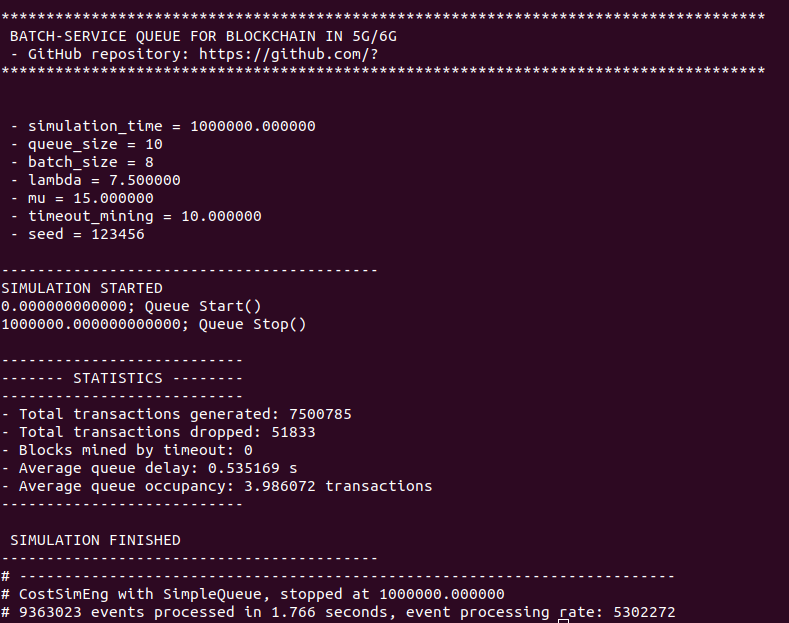 *************************************************************************************
BATCH-SERVICE QUEUE FOR BLOCKCHAIN IN 5G/6G
- GitHub repository: https://github.com/?
*************************************************************************************
- simulation_time = 1000000.000000
- queue_size = 10
- batch_size = 8
- lambda = 7.500000
- mu = 15.000000
- timeout_mining = 10.000000
- seed = 123456
------------------------------------------
SIMULATION STARTED
0.000000000000; Queue Start()
1000000.000000000000; Queue Stop()
---------------------------
------- STATISTICS --------
---------------------------
- Total transactions generated: 7500785
- Total transactions dropped: 51833
- Blocks mined by timeout: 0
- Average queue delay: 0.535169 s
- Average queue occupancy: 3.986072 transactions
---------------------------
SIMULATION FINISHED
------------------------------------------
# -------------------------------------------------------------------------
# CostSimEng with SimpleQueue, stopped at 1000000.000000
# 9363023 events processed in 1.766 seconds, event processing rate: 5302272